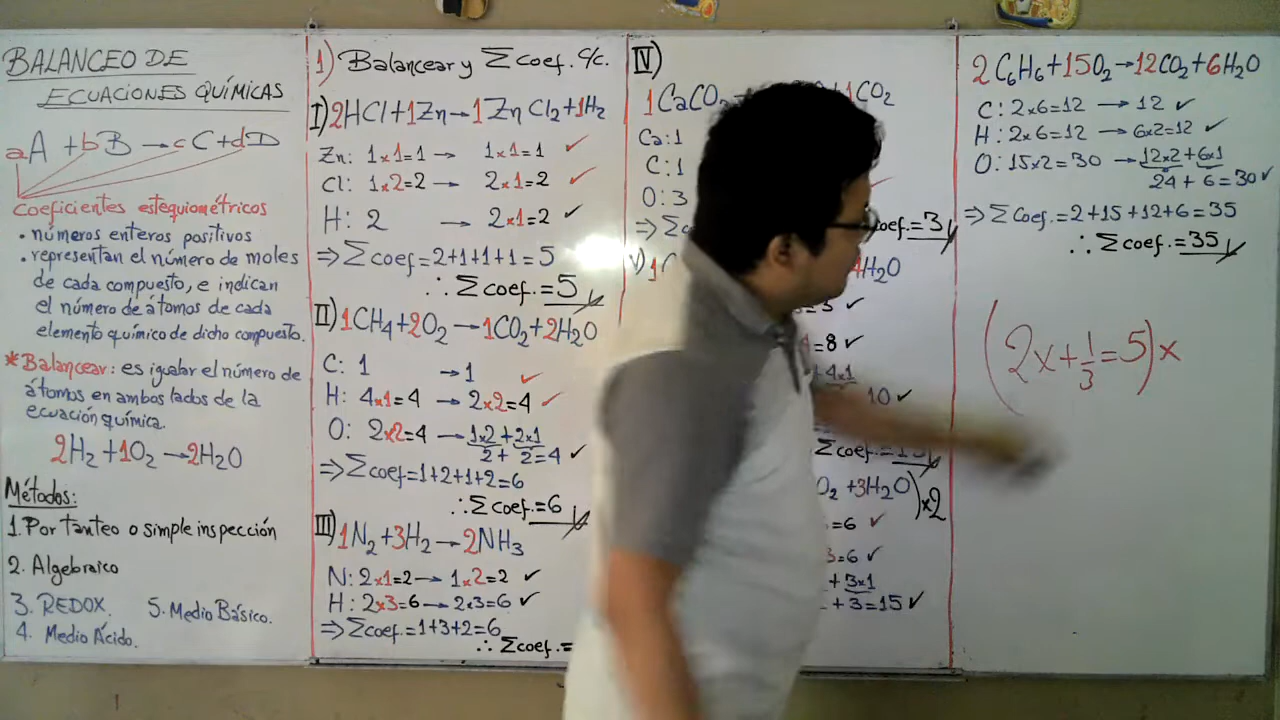 BALANCEO DE
ECUACIONES QUÍMICAS
aA + bB → cC + dD
Coeficientes estequiométricos
• números enteros positivos
• representan el número de moles
de cada compuesto, e indican
el número de átomos de cada
elemento químico de dicho compuesto.
*Balancear: es igualar el número de
átomos en ambos lados de la
ecuación química.
2H₂ + 1O₂ → 2H₂O
Métodos:
1. Por tanteo o simple inspección
2. Algebraico
3. REDOX. 5. Medio Básico.
4. Medio Ácido.
1) Balancear y Σ coef. c/c.
I) 2HCl + 1Zn → 1ZnCl₂ + 1H₂
Zn: 1x1=1 → 1x1=1 ✓
Cl: 1x2=2 → 2x1=2 ✓
H: 2 → 2x1=2 ✓
⇒ Σcoef = 2+1+1+1 = 5
∴ Σcoef. = 5
II) 1CH₄ + 2O₂ → 1CO₂ + 2H₂O
C: 1 → 1 ✓
H: 4x1=4 → 2x2=4 ✓
O: 2x2=4 → 1x2 + 2x1
2 + 2 = 4 ✓
⇒ Σcoef = 1+2+1+2 = 6
∴ Σcoef. = 6
III) 1N₂ + 3H₂ → 2NH₃
N: 2x1=2 → 1x2=2 ✓
H: 2x3=6 → 2x3=6 ✓
⇒ Σcoef. = 1+3+2 = 6
∴ Σcoef. =
IV)
1CaCO₃ 1CO₂
Ca: 1
C: 1
O: 3
⇒ Σ coef. = 3
V) 1 4H₂O
✓
=8 ✓
+ 4x1
10 ✓
Σcoef. =
O₂ + 3H₂O) x2
=6 ✓
3=6 ✓
+ 3x1
+ 3 = 15 ✓
2C₆H₆ + 15O₂ → 12CO₂ + 6H₂O
C: 2x6=12 → 12 ✓
H: 2x6=12 → 6x2=12 ✓
O: 15x2=30 → 12x2 + 6x1
24 + 6 = 30 ✓
⇒ Σ Coef. = 2+15+12+6 = 35
∴ Σ coef. = 35
(2x + 1/3 = 5) x